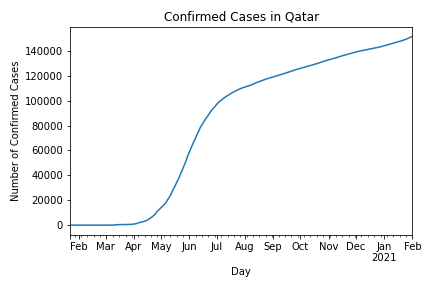 Confirmed Cases in Qatar
Number of Confirmed Cases
140000
120000
100000
80000
60000
40000
20000
0
Feb Mar Apr May Jun Jul Aug Sep Oct Nov Dec Jan Feb
2021
Day